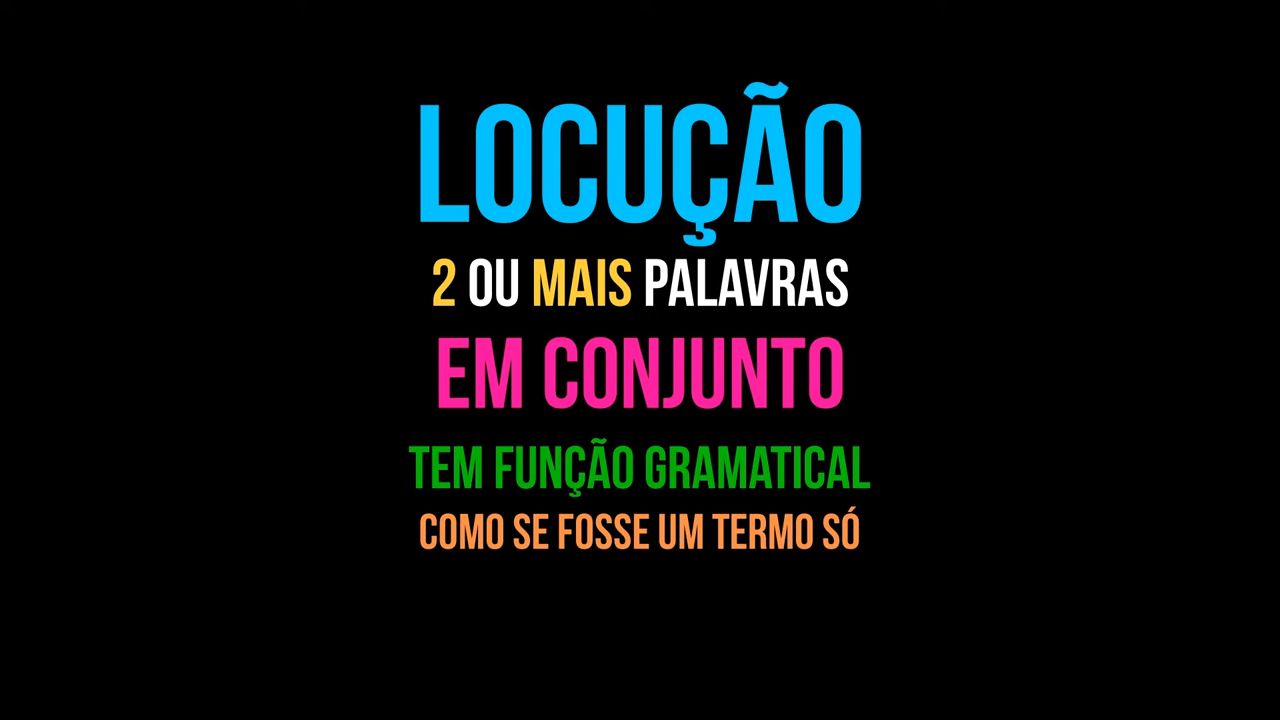 LOCUÇÃO
2 OU MAIS PALAVRAS
EM CONJUNTO
TEM FUNÇÃO GRAMATICAL
COMO SE FOSSE UM TERMO SÓ